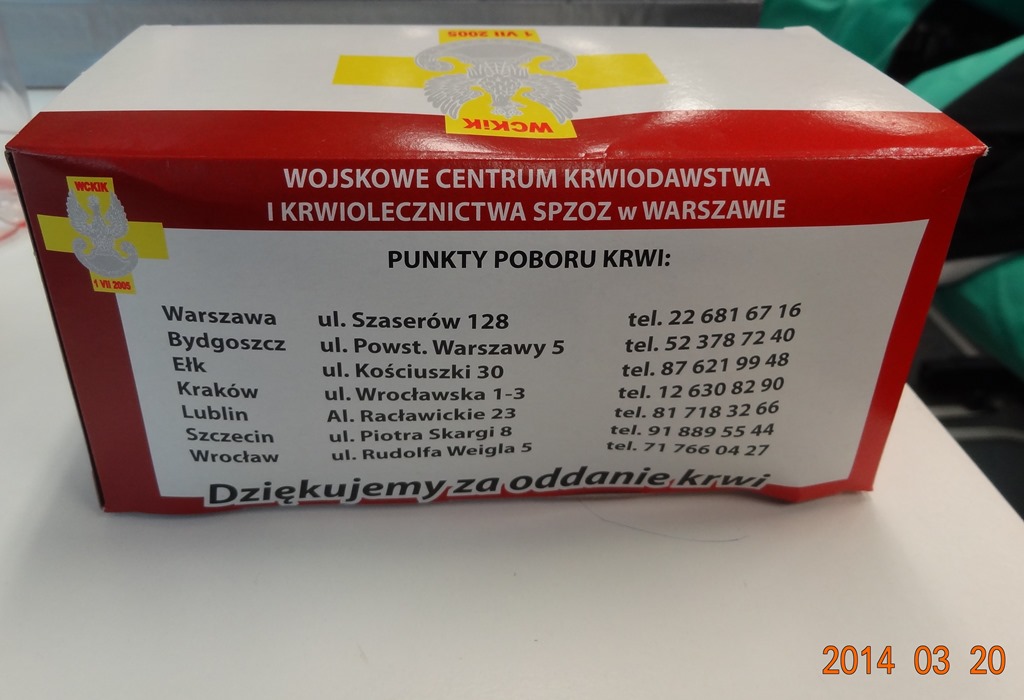 1 VII 2005
WCKiK
WOJSKOWE CENTRUM KRWIODAWSTWA
I KRWIOLECZNICTWA SPZOZ w WARSZAWIE
WCKiK
1 VII 2005
PUNKTY POBORU KRWI:
Warszawa ul. Szaserów 128 tel. 22 681 67 16
Bydgoszcz ul. Powst. Warszawy 5 tel. 52 378 72 40
Ełk ul. Kościuszki 30 tel. 87 621 99 48
Kraków ul. Wrocławska 1-3 tel. 12 630 82 90
Lublin Al. Racławickie 23 tel. 81 718 32 66
Szczecin ul. Piotra Skargi 8 tel. 91 889 55 44
Wrocław ul. Rudolfa Weigla 5 tel. 71 766 04 27
Dziękujemy za oddanie krwi
2014 03 20